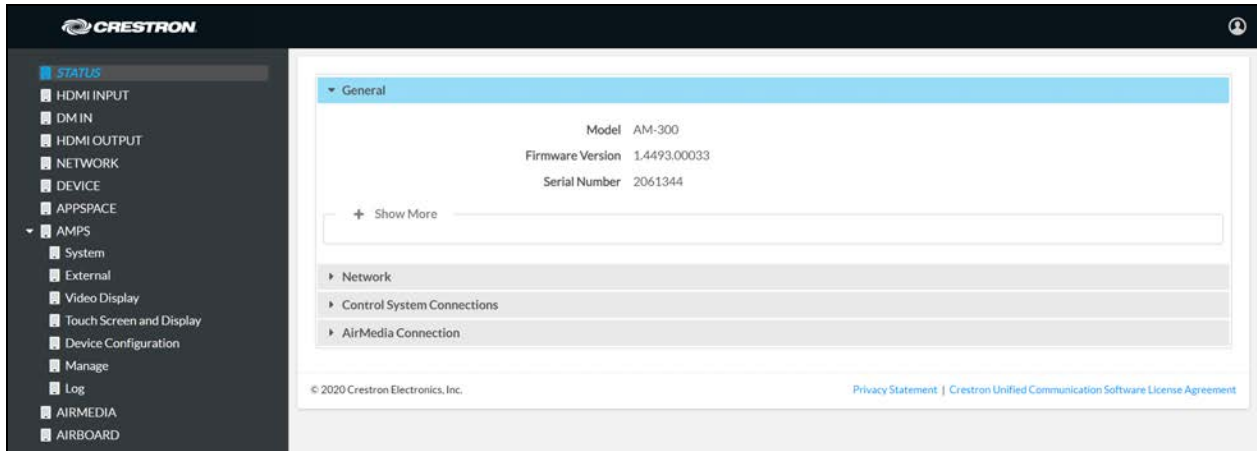 CRESTRON
STATUS
HDMI INPUT
DM IN
HDMI OUTPUT
NETWORK
DEVICE
APPSPACE
AMPS
System
External
Video Display
Touch Screen and Display
Device Configuration
Manage
Log
AIRMEDIA
AIRBOARD
General
Model AM-300
Firmware Version 1.4493.00033
Serial Number 2061344
+ Show More
Network
Control System Connections
AirMedia Connection
© 2020 Crestron Electronics, Inc.
Privacy Statement | Crestron Unified Communication Software License Agreement